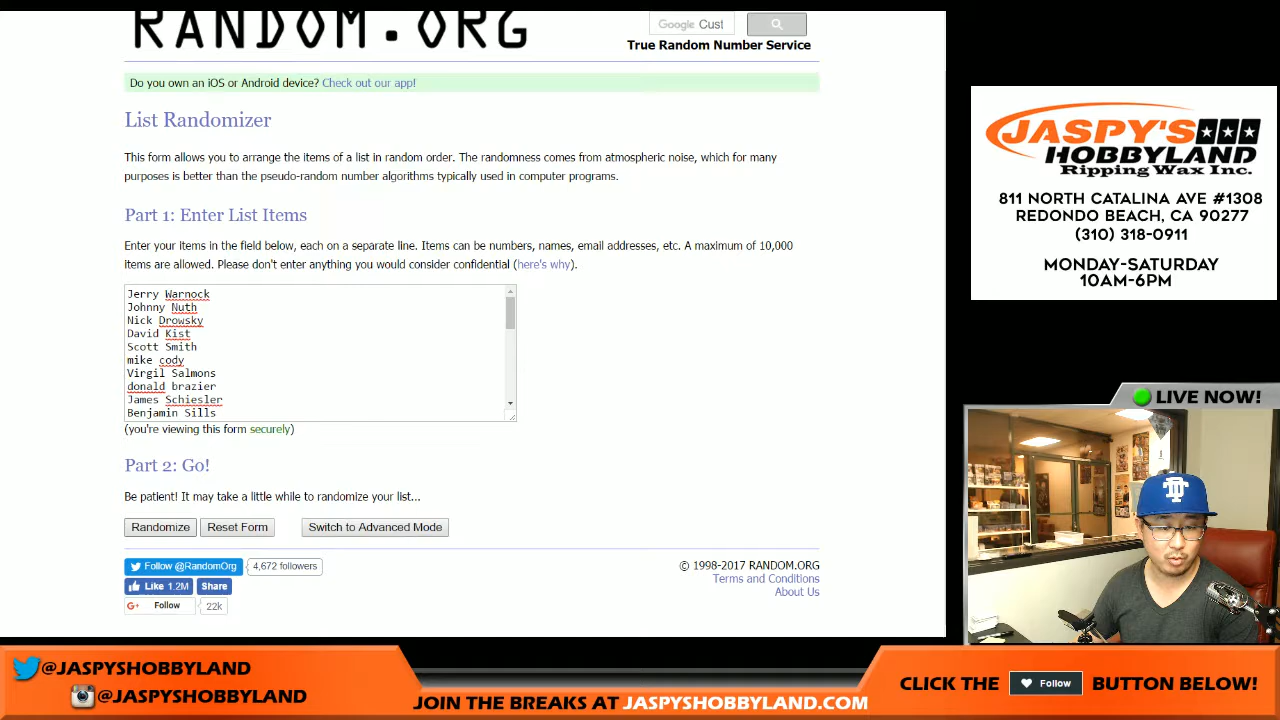 RANDOM.ORG
Google Cust
True Random Number Service
Do you own an iOS or Android device? Check out our app!
List Randomizer
This form allows you to arrange the items of a list in random order. The randomness comes from atmospheric noise, which for many
purposes is better than the pseudo-random number algorithms typically used in computer programs.
Part 1: Enter List Items
Enter your items in the field below, each on a separate line. Items can be numbers, names, email addresses, etc. A maximum of 10,000
items are allowed. Please don't enter anything you would consider confidential (here's why).
Jerry Warnock
Johnny Nuth
Nick Drowsky
David Kist
Scott Smith
mike cody
Virgil Salmons
donald brazier
James Schiesler
Benjamin Sills
(you're viewing this form securely)
Part 2: Go!
Be patient! It may take a little while to randomize your list...
Randomize Reset Form Switch to Advanced Mode
Follow @RandomOrg 4,672 followers
Like 1.2M Share
G+ Follow 22k
© 1998-2017 RANDOM.ORG
Terms and Conditions
About Us
JASPY'S
HOBBYLAND
Ripping Wax Inc.
811 NORTH CATALINA AVE #1308
REDONDO BEACH, CA 90277
(310) 318-0911
MONDAY-SATURDAY
10AM-6PM
LIVE NOW!
TD
@JASPYSHOBBYLAND
@JASPYSHOBBYLAND
JOIN THE BREAKS AT JASPYSHOBBYLAND.COM
CLICK THE Follow BUTTON BELOW!